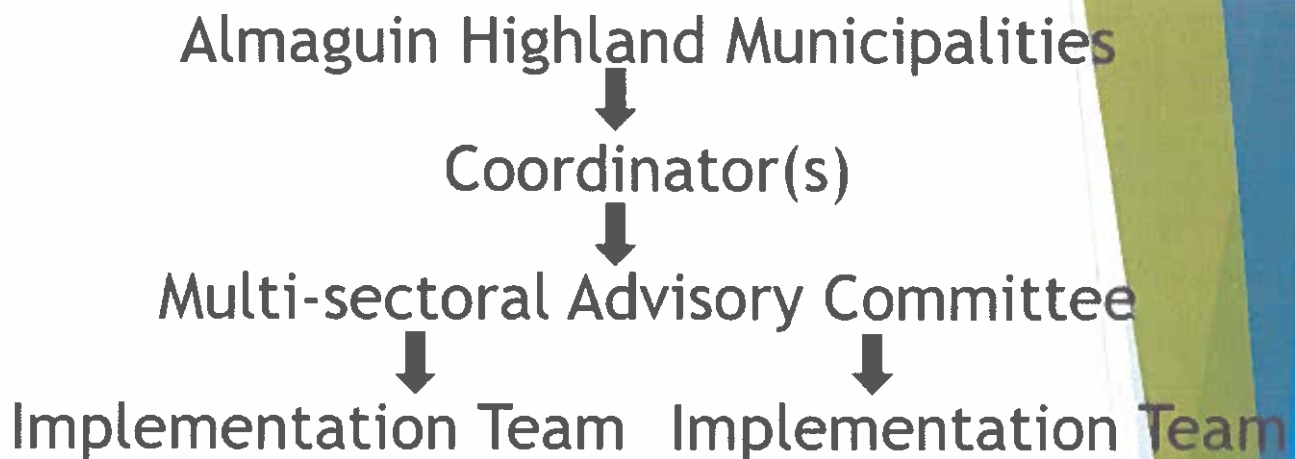 Almaguin Highland Municipalities
Coordinator(s)
Multi-sectoral Advisory Committee
Implementation Team Implementation Team